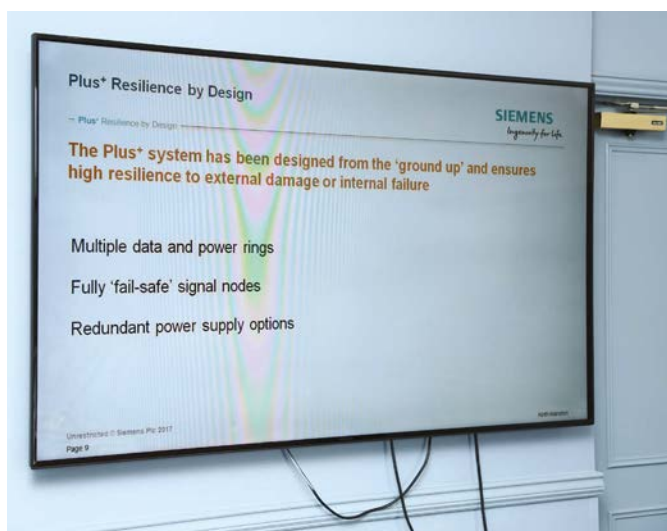 Plus⁺ Resilience by Design
SIEMENS
Ingenuity for life
Plus⁺ Resilience by Design
The Plus⁺ system has been designed from the ‘ground up’ and ensures
high resilience to external damage or internal failure
Multiple data and power rings
Fully ‘fail-safe’ signal nodes
Redundant power supply options
Unrestricted © Siemens Plc 2017
Page 9